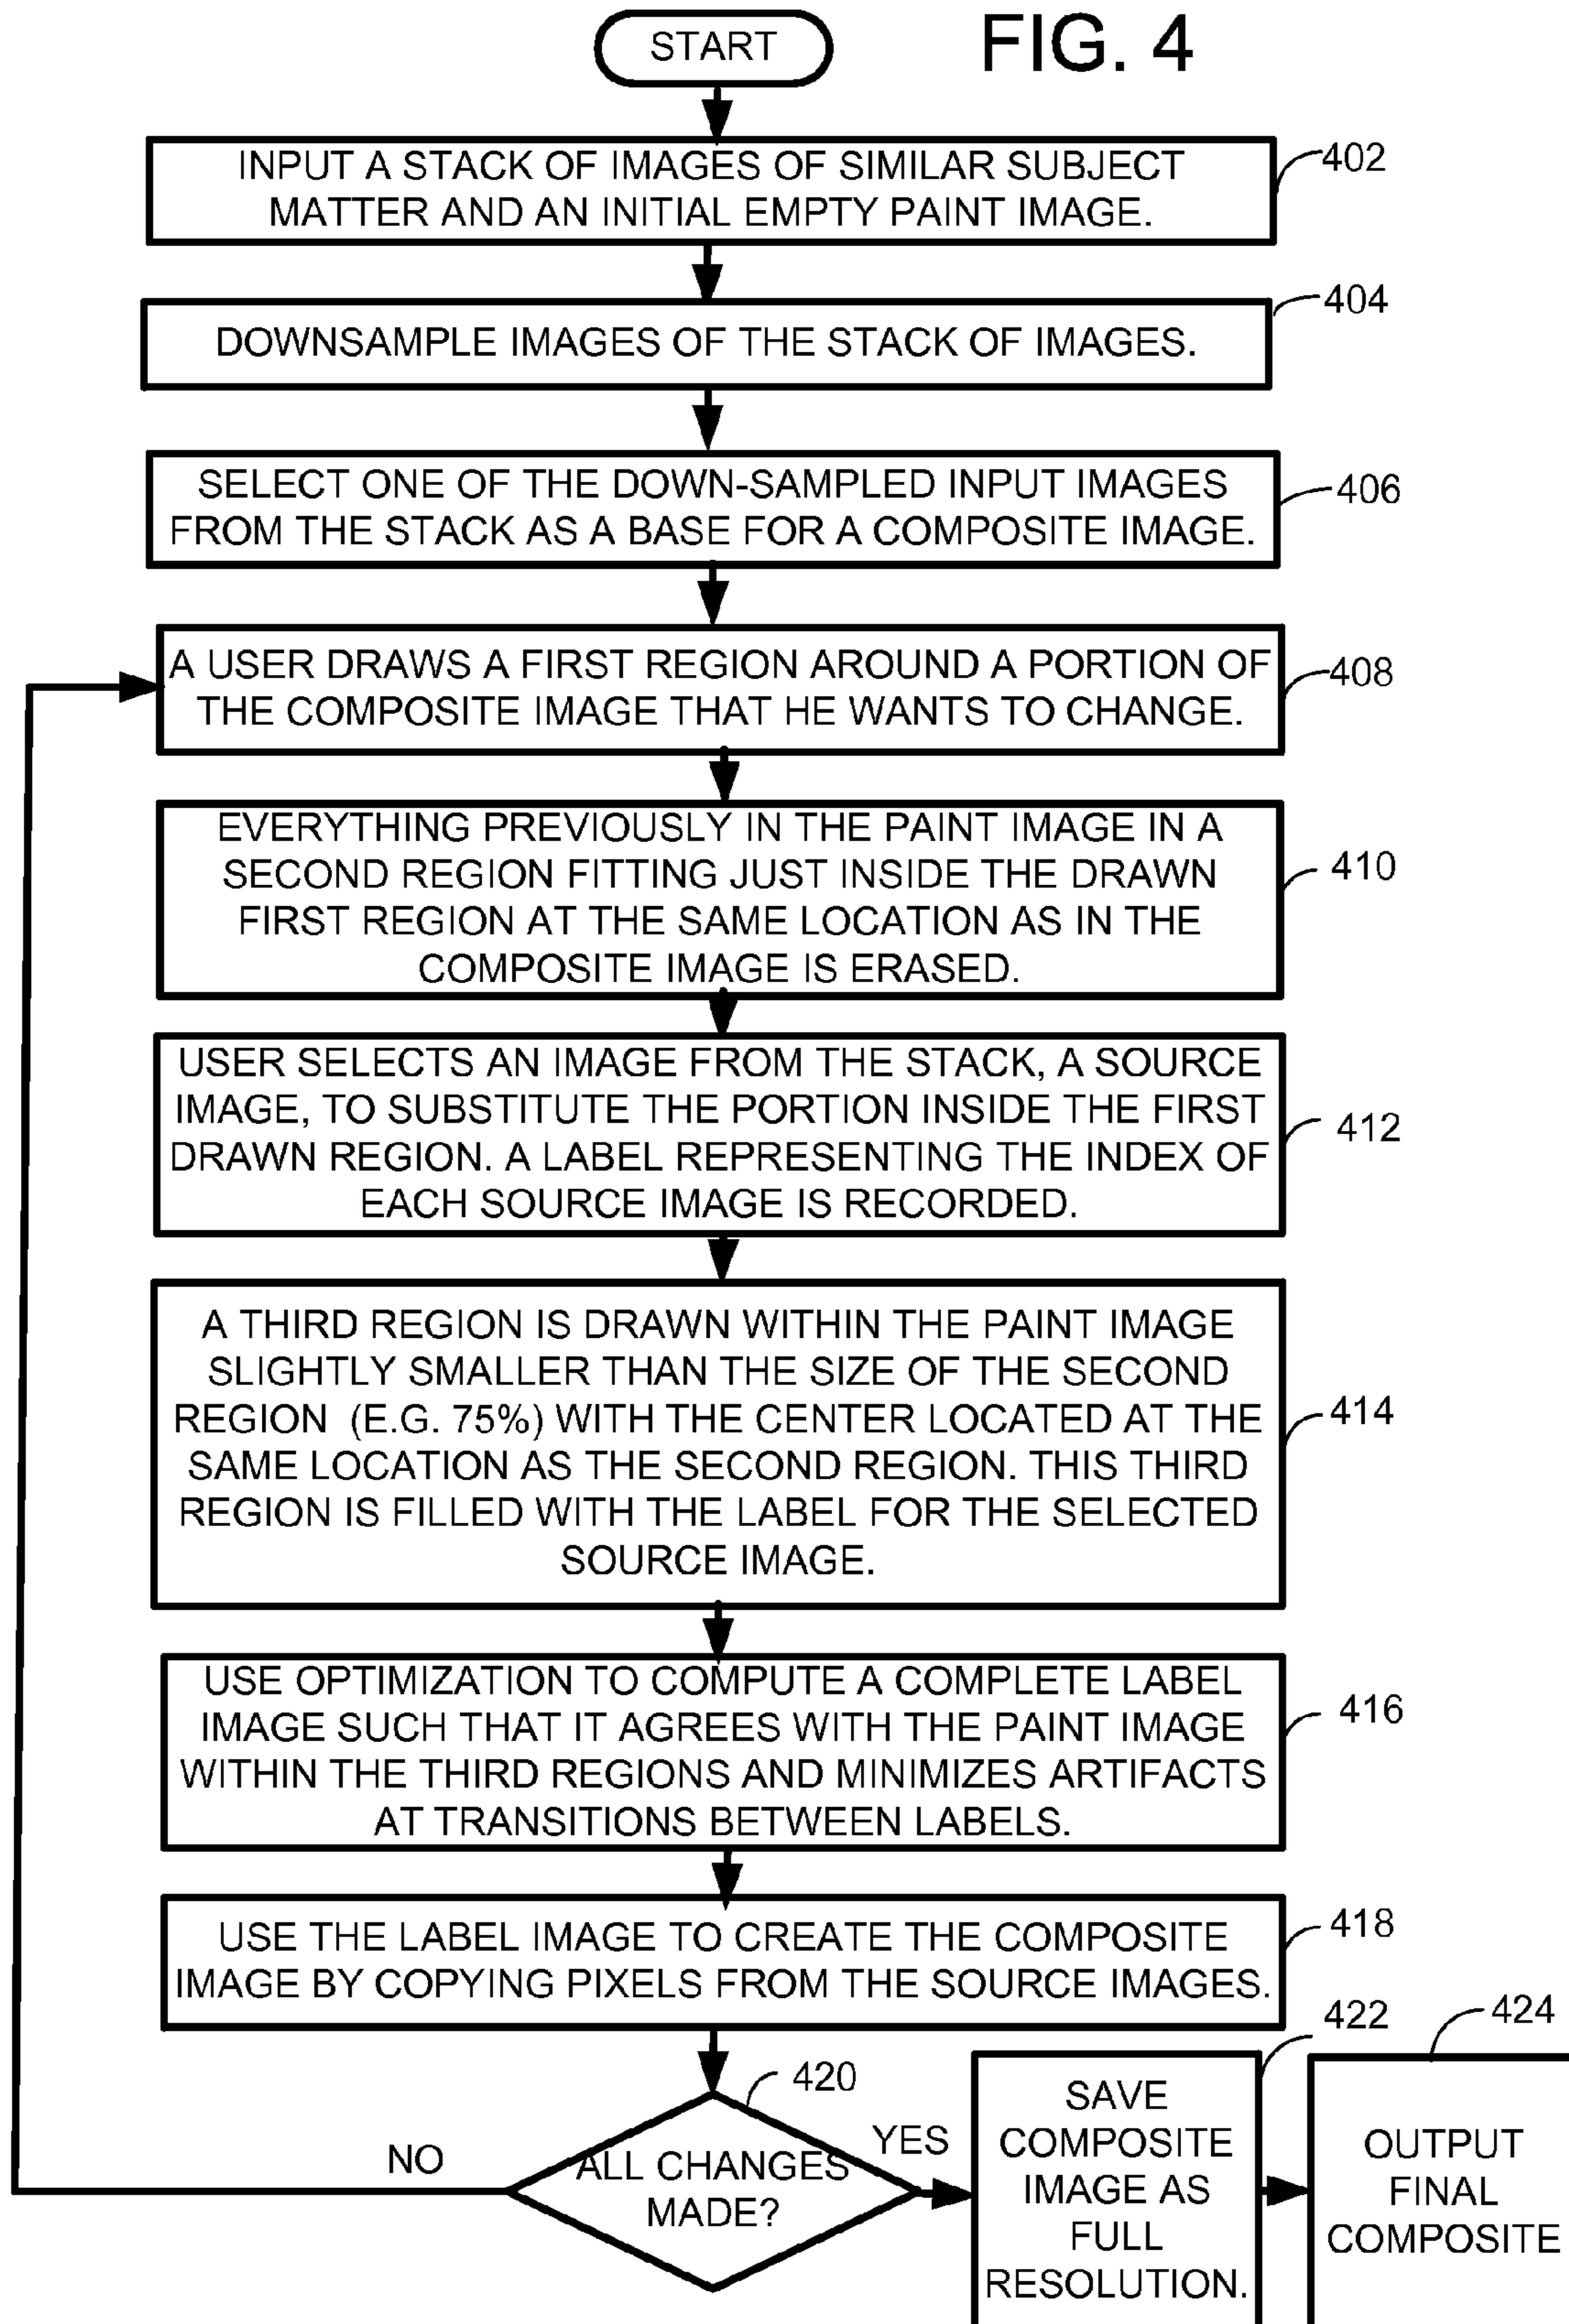 START
FIG. 4
INPUT A STACK OF IMAGES OF SIMILAR SUBJECT
MATTER AND AN INITIAL EMPTY PAINT IMAGE.
402
DOWNSAMPLE IMAGES OF THE STACK OF IMAGES.
404
SELECT ONE OF THE DOWN-SAMPLED INPUT IMAGES
FROM THE STACK AS A BASE FOR A COMPOSITE IMAGE.
406
A USER DRAWS A FIRST REGION AROUND A PORTION OF
THE COMPOSITE IMAGE THAT HE WANTS TO CHANGE.
408
EVERYTHING PREVIOUSLY IN THE PAINT IMAGE IN A
SECOND REGION FITTING JUST INSIDE THE DRAWN
FIRST REGION AT THE SAME LOCATION AS IN THE
COMPOSITE IMAGE IS ERASED.
410
USER SELECTS AN IMAGE FROM THE STACK, A SOURCE
IMAGE, TO SUBSTITUTE THE PORTION INSIDE THE FIRST
DRAWN REGION. A LABEL REPRESENTING THE INDEX OF
EACH SOURCE IMAGE IS RECORDED.
412
A THIRD REGION IS DRAWN WITHIN THE PAINT IMAGE
SLIGHTLY SMALLER THAN THE SIZE OF THE SECOND
REGION (E.G. 75%) WITH THE CENTER LOCATED AT THE
SAME LOCATION AS THE SECOND REGION. THIS THIRD
REGION IS FILLED WITH THE LABEL FOR THE SELECTED
SOURCE IMAGE.
414
USE OPTIMIZATION TO COMPUTE A COMPLETE LABEL
IMAGE SUCH THAT IT AGREES WITH THE PAINT IMAGE
WITHIN THE THIRD REGIONS AND MINIMIZES ARTIFACTS
AT TRANSITIONS BETWEEN LABELS.
416
USE THE LABEL IMAGE TO CREATE THE COMPOSITE
IMAGE BY COPYING PIXELS FROM THE SOURCE IMAGES.
418
ALL CHANGES
MADE?
420
NO
YES
SAVE
COMPOSITE
IMAGE AS
FULL
RESOLUTION.
422
OUTPUT
FINAL
COMPOSITE
424